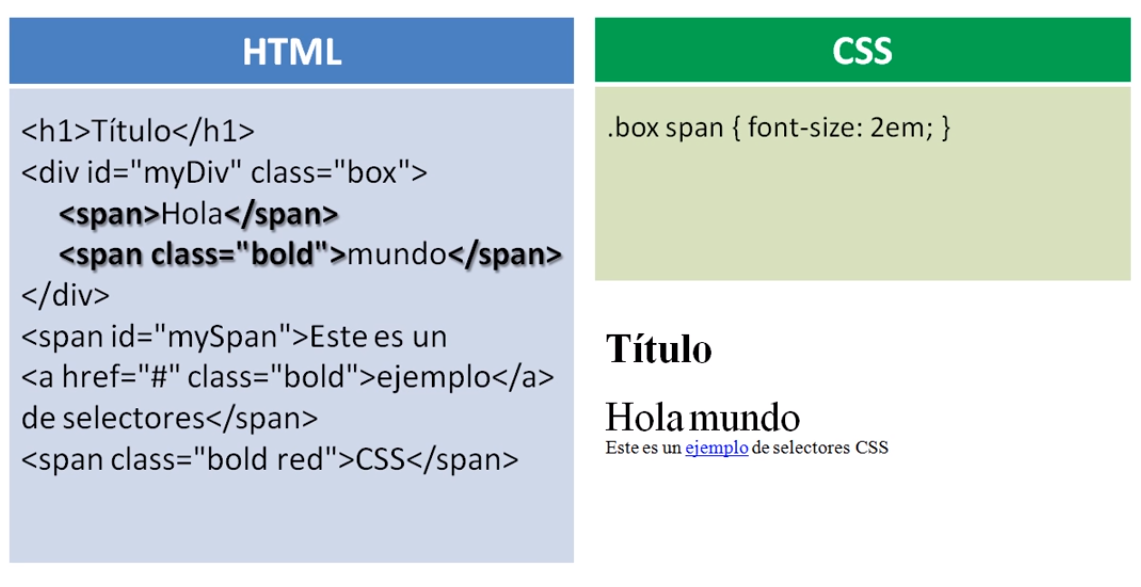 HTML
<h1>Título</h1>
<div id="myDiv" class="box">
<span>Hola</span>
<span class="bold">mundo</span>
</div>
<span id="mySpan">Este es un
<a href="#" class="bold">ejemplo</a>
de selectores</span>
<span class="bold red">CSS</span>
CSS
.box span { font-size: 2em; }
Título
Hola mundo
Este es un ejemplo de selectores CSS